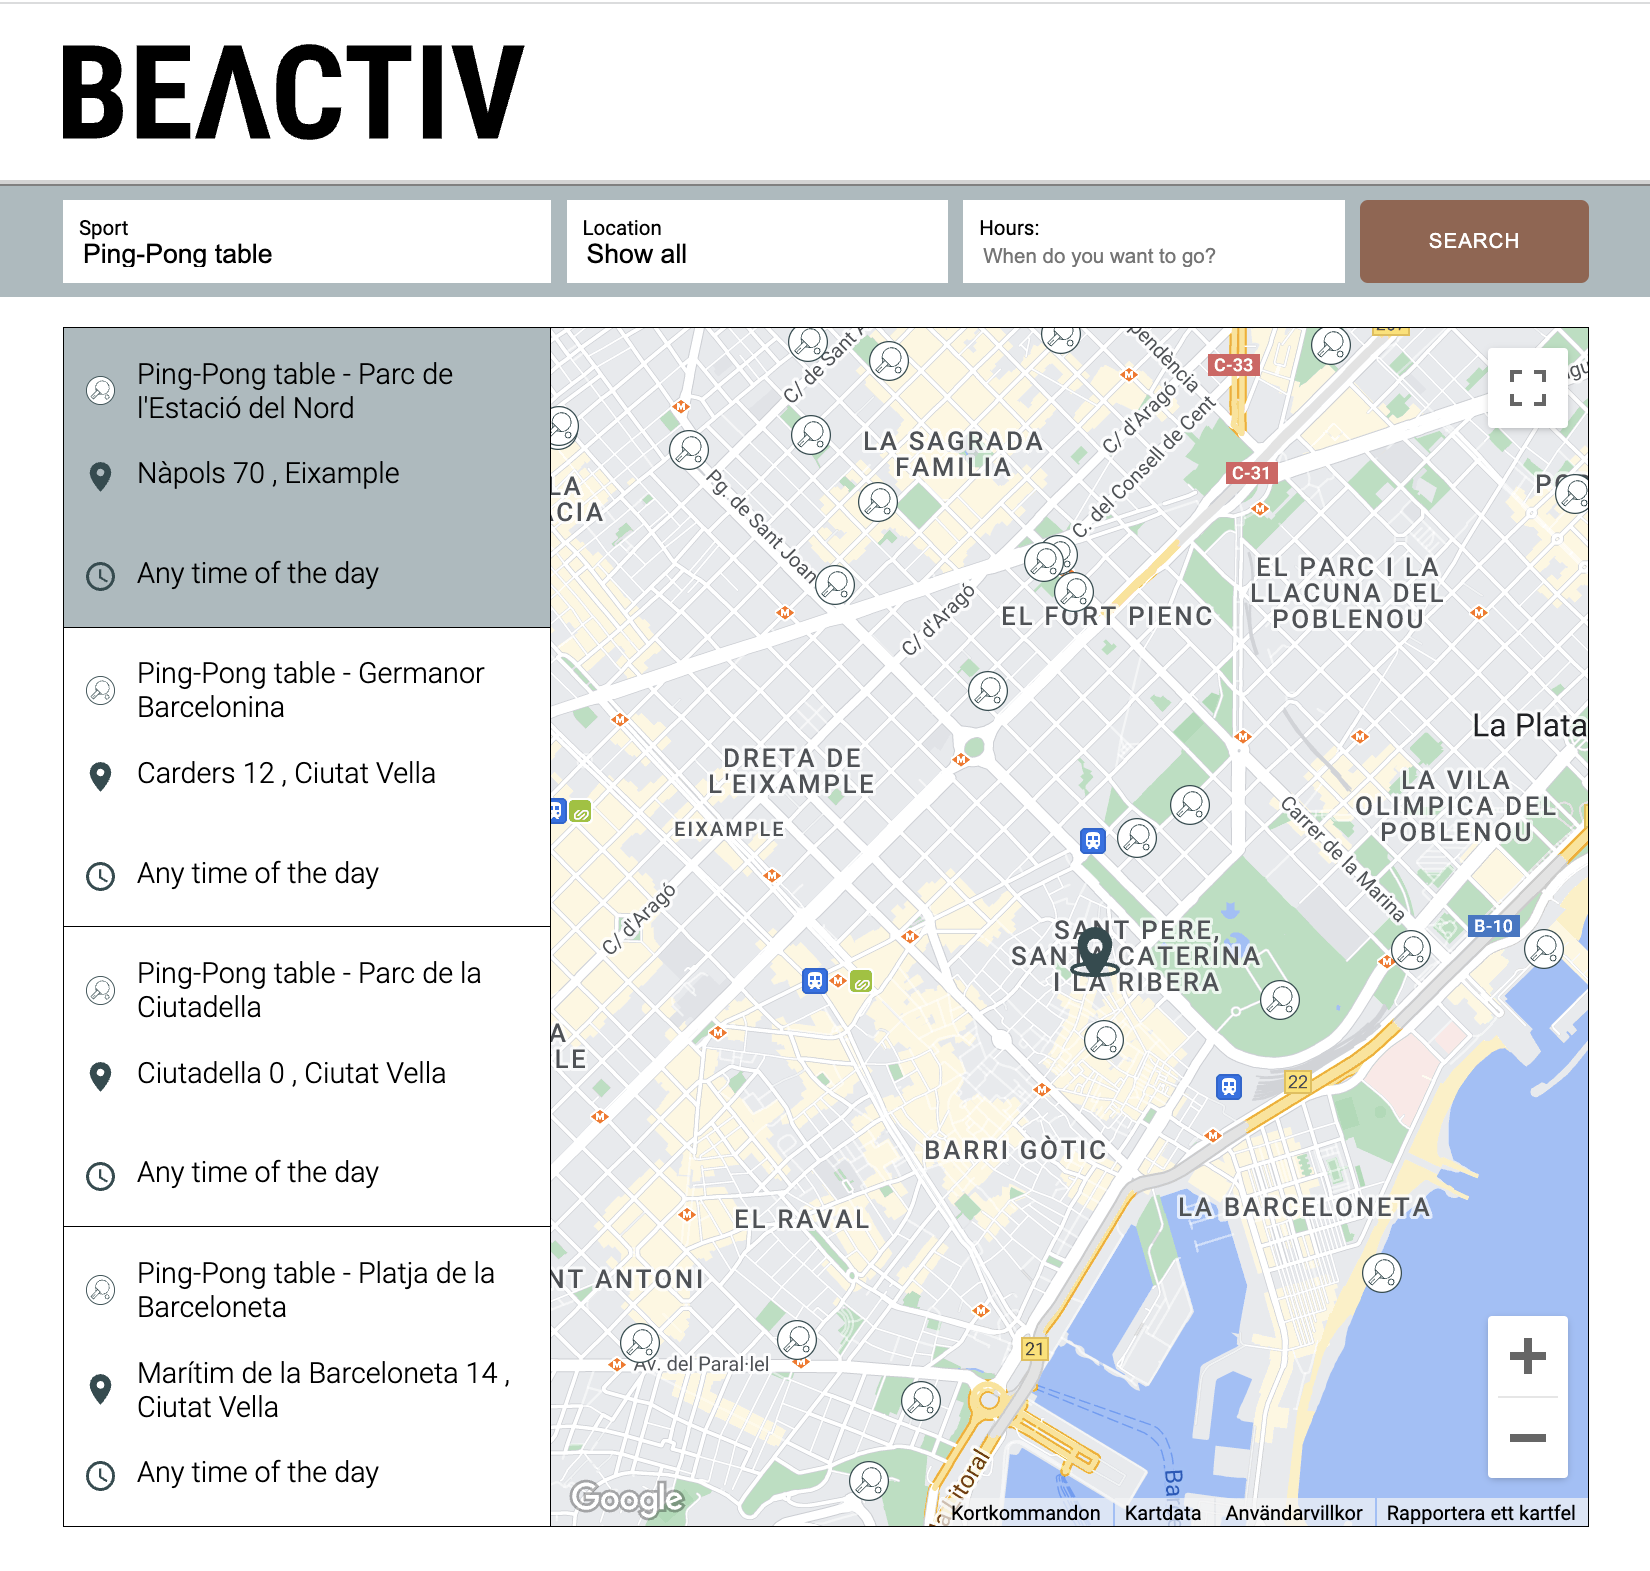 BEACTIV
Sport
Ping-Pong table
Location
Show all
Hours:
When do you want to go?
SEARCH
Ping-Pong table - Parc de
l'Estació del Nord
Nàpols 70 , Eixample
Any time of the day
Ping-Pong table - Germanor
Barcelonina
Carders 12 , Ciutat Vella
Any time of the day
Ping-Pong table - Parc de la
Ciutadella
Ciutadella 0 , Ciutat Vella
Any time of the day
Ping-Pong table - Platja de la
Barceloneta
Marítim de la Barceloneta 14 ,
Ciutat Vella
Any time of the day
C/ de Sant A
pendència
C-33
C/ d'Aragó
C. del Consell de Cent
LA SAGRADA
FAMILIA
C-31
LA
CIA
Pg. de Sant Joan
EL PARC I LA
LLACUNA DEL
POBLENOU
C/ d'Aragó
EL FORT PIENC
La Plata
DRETA DE
L'EIXAMPLE
EIXAMPLE
LA VILA
OLIMPICA DEL
POBLENOU
Carrer de la Marina
C/ d'Aragó
B-10
SANT PERE,
SANTA CATERINA
I LA RIBERA
A
LE
22
BARRI GÒTIC
LA BARCELONETA
EL RAVAL
NT ANTONI
21
Av. del Paral·lel
Litoral
Bar
Google
Kortkommandon
Kartdata
Användarvillkor
Rapportera ett kartfel